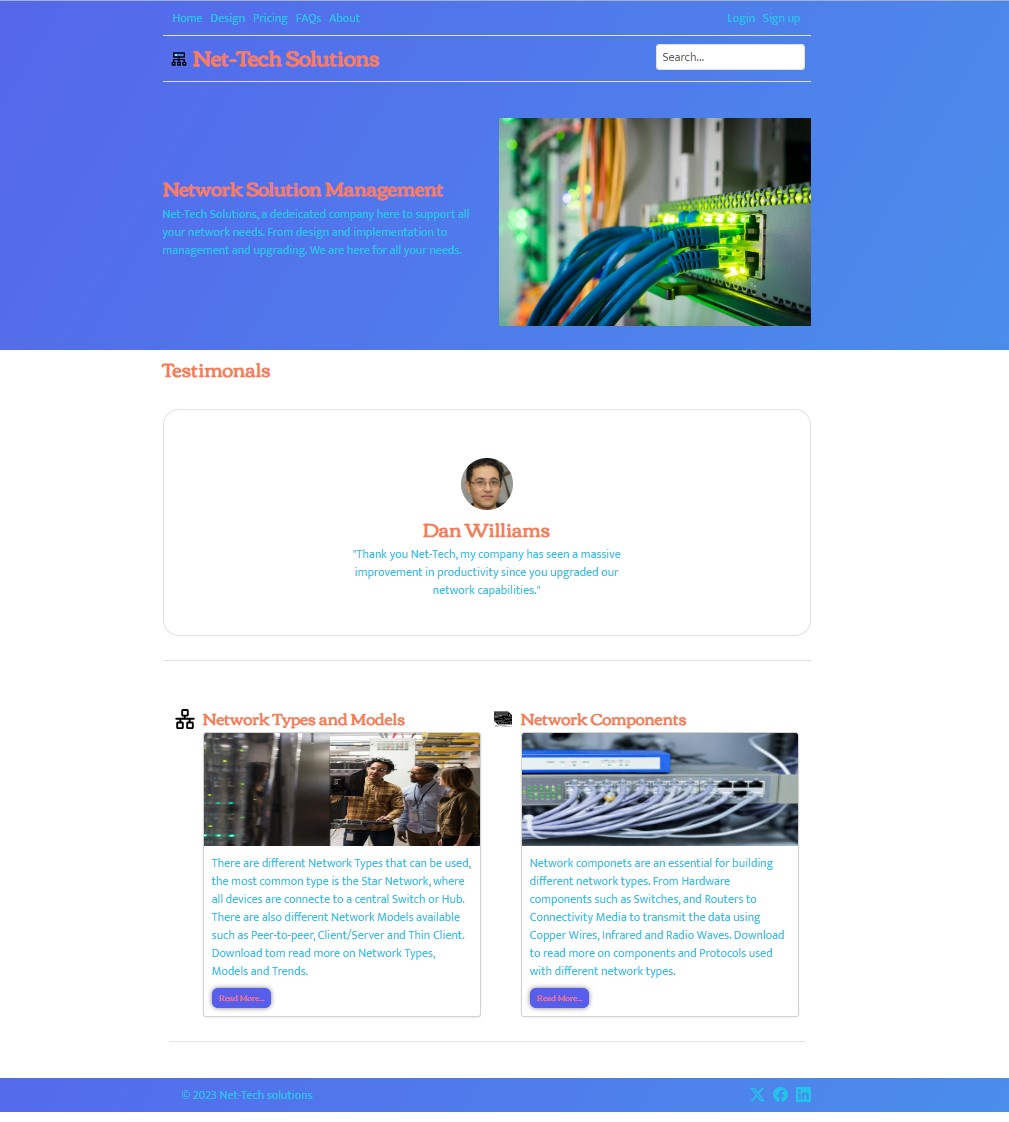 Home Design Pricing FAQs About Login Sign up
Net-Tech Solutions
Search...
Network Solution Management
Net-Tech Solutions, a dedeicated company here to support all
your network needs. From design and implementation to
management and upgrading. We are here for all your needs.
Testimonals
Dan Williams
"Thank you Net-Tech, my company has seen a massive
improvement in productivity since you upgraded our
network capabilities."
Network Types and Models
There are different Network Types that can be used,
the most common type is the Star Network, where
all devices are connecte to a central Switch or Hub.
There are also different Network Models available
such as Peer-to-peer, Client/Server and Thin Client.
Download tom read more on Network Types,
Models and Trends.
Read More...
Network Components
Network componets are an essential for building
different network types. From Hardware
components such as Switches, and Routers to
Connectivity Media to transmit the data using
Copper Wires, Infrared and Radio Waves. Download
to read more on components and Protocols used
with different network types.
Read More...
© 2023 Net-Tech solutions